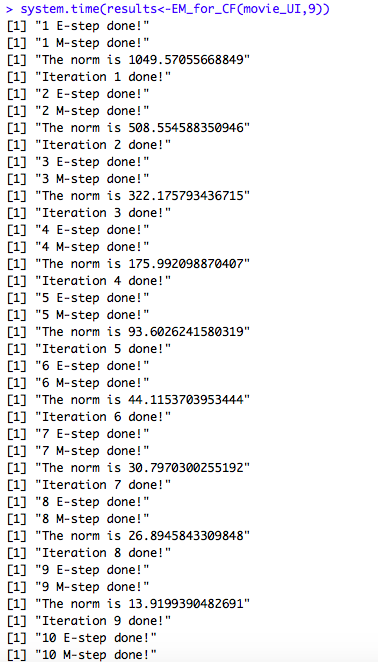 > system.time(results<-EM_for_CF(movie_UI,9))
[1] "1 E-step done!"
[1] "1 M-step done!"
[1] "The norm is 1049.57055668849"
[1] "Iteration 1 done!"
[1] "2 E-step done!"
[1] "2 M-step done!"
[1] "The norm is 508.554588350946"
[1] "Iteration 2 done!"
[1] "3 E-step done!"
[1] "3 M-step done!"
[1] "The norm is 322.175793436715"
[1] "Iteration 3 done!"
[1] "4 E-step done!"
[1] "4 M-step done!"
[1] "The norm is 175.992098870407"
[1] "Iteration 4 done!"
[1] "5 E-step done!"
[1] "5 M-step done!"
[1] "The norm is 93.6026241580319"
[1] "Iteration 5 done!"
[1] "6 E-step done!"
[1] "6 M-step done!"
[1] "The norm is 44.1153703953444"
[1] "Iteration 6 done!"
[1] "7 E-step done!"
[1] "7 M-step done!"
[1] "The norm is 30.7970300255192"
[1] "Iteration 7 done!"
[1] "8 E-step done!"
[1] "8 M-step done!"
[1] "The norm is 26.8945843309848"
[1] "Iteration 8 done!"
[1] "9 E-step done!"
[1] "9 M-step done!"
[1] "The norm is 13.9199390482691"
[1] "Iteration 9 done!"
[1] "10 E-step done!"
[1] "10 M-step done!"